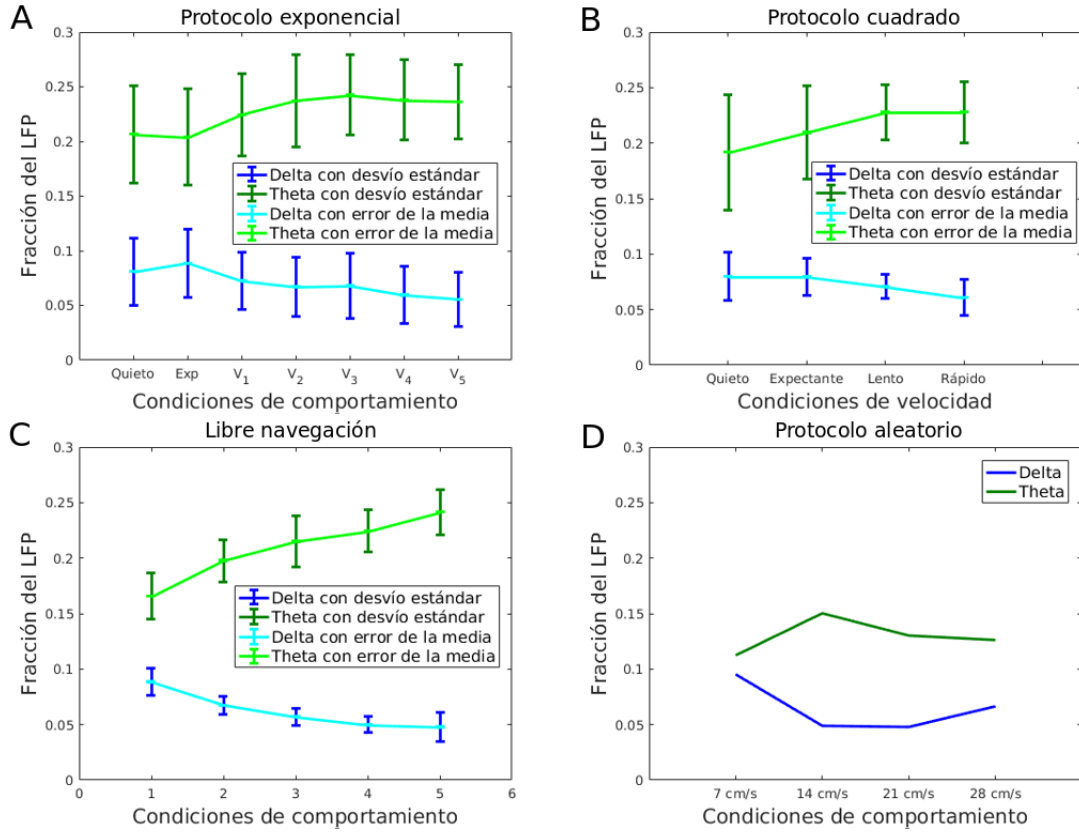 A
Protocolo exponencial
Fracción del LFP
0.3
0.25
0.2
0.15
0.1
0.05
0
Delta con desvío estándar
Theta con desvío estándar
Delta con error de la media
Theta con error de la media
Quieto Exp V1 V2 V3 V4 V5
Condiciones de comportamiento
B
Protocolo cuadrado
Fracción del LFP
0.3
0.25
0.2
0.15
0.1
0.05
0
Delta con desvío estándar
Theta con desvío estándar
Delta con error de la media
Theta con error de la media
Quieto Expectante Lento Rápido
Condiciones de velocidad
C
Libre navegación
Fracción del LFP
0.3
0.25
0.2
0.15
0.1
0.05
0
Delta con desvío estándar
Theta con desvío estándar
Delta con error de la media
Theta con error de la media
0 1 2 3 4 5 6
Condiciones de comportamiento
D
Protocolo aleatorio
Fracción del LFP
0.3
0.25
0.2
0.15
0.1
0.05
0
Delta
Theta
7 cm/s 14 cm/s 21 cm/s 28 cm/s
Condiciones de comportamiento